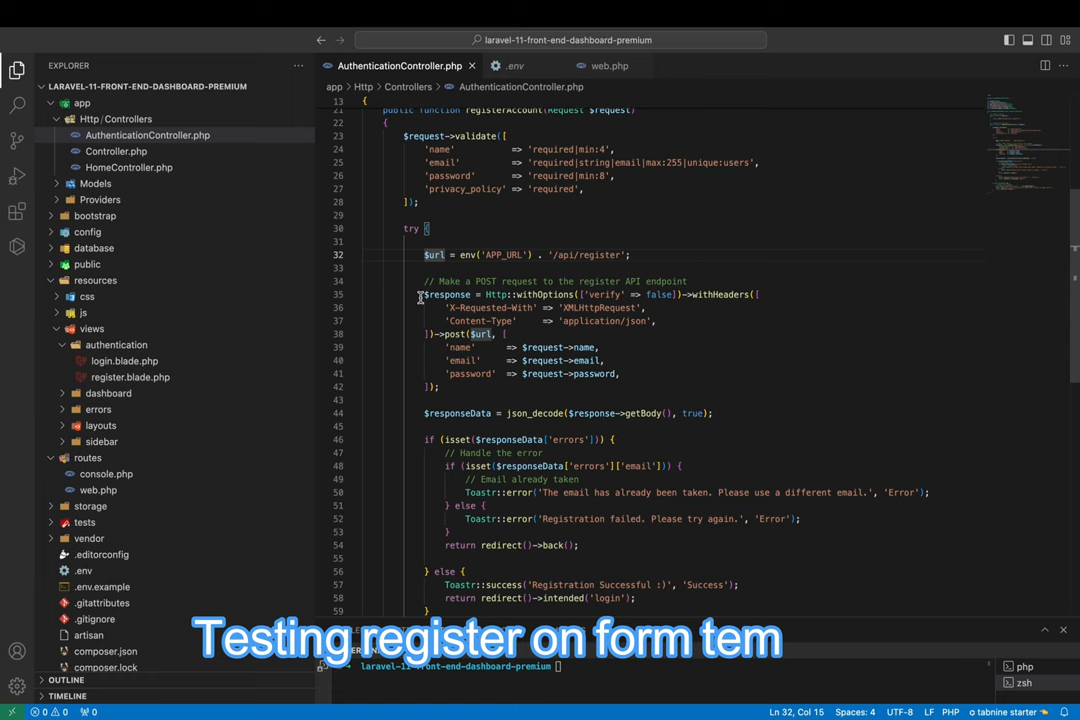 laravel-11-front-end-dashboard-premium
EXPLORER
AuthenticationController.php
.env
web.php
LARAVEL-11-FRONT-END-DASHBOARD-PREMIUM
app > Http > Controllers > AuthenticationController.php
app
Http / Controllers
AuthenticationController.php
Controller.php
HomeController.php
Models
Providers
bootstrap
config
database
public
resources
css
js
views
authentication
login.blade.php
register.blade.php
dashboard
errors
layouts
sidebar
routes
console.php
web.php
storage
tests
vendor
.editorconfig
.env
.env.example
.gitattributes
.gitignore
artisan
composer.json
composer.lock
OUTLINE
TIMELINE
13 {
21 public function registerAccount(Request $request)
22 {
23 $request->validate([
24 'name' => 'required|min:4',
25 'email' => 'required|string|email|max:255|unique:users',
26 'password' => 'required|min:8',
27 'privacy_policy' => 'required',
28 ]);
29
30 try {
31
32 $url = env('APP_URL') . '/api/register';
33
34 // Make a POST request to the register API endpoint
35 $response = Http::withOptions(['verify' => false])->withHeaders([
36 'X-Requested-With' => 'XMLHttpRequest',
37 'Content-Type' => 'application/json',
38 ])->post($url, [
39 'name' => $request->name,
40 'email' => $request->email,
41 'password' => $request->password,
42 ]);
43
44 $responseData = json_decode($response->getBody(), true);
45
46 if (isset($responseData['errors'])) {
47 // Handle the error
48 if (isset($responseData['errors']['email'])) {
49 // Email already taken
50 Toastr::error('The email has already been taken. Please use a different email.', 'Error');
51 } else {
52 Toastr::error('Registration failed. Please try again.', 'Error');
53 }
54 return redirect()->back();
55
56 } else {
57 Toastr::success('Registration Successful :)', 'Success');
58 return redirect()->intended('login');
59 }
Testing register on form tem
laravel-11-front-end-dashboard-premium
php
zsh
0 0 0
Ln 32, Col 15
Spaces: 4
UTF-8
LF
PHP
tabnine starter